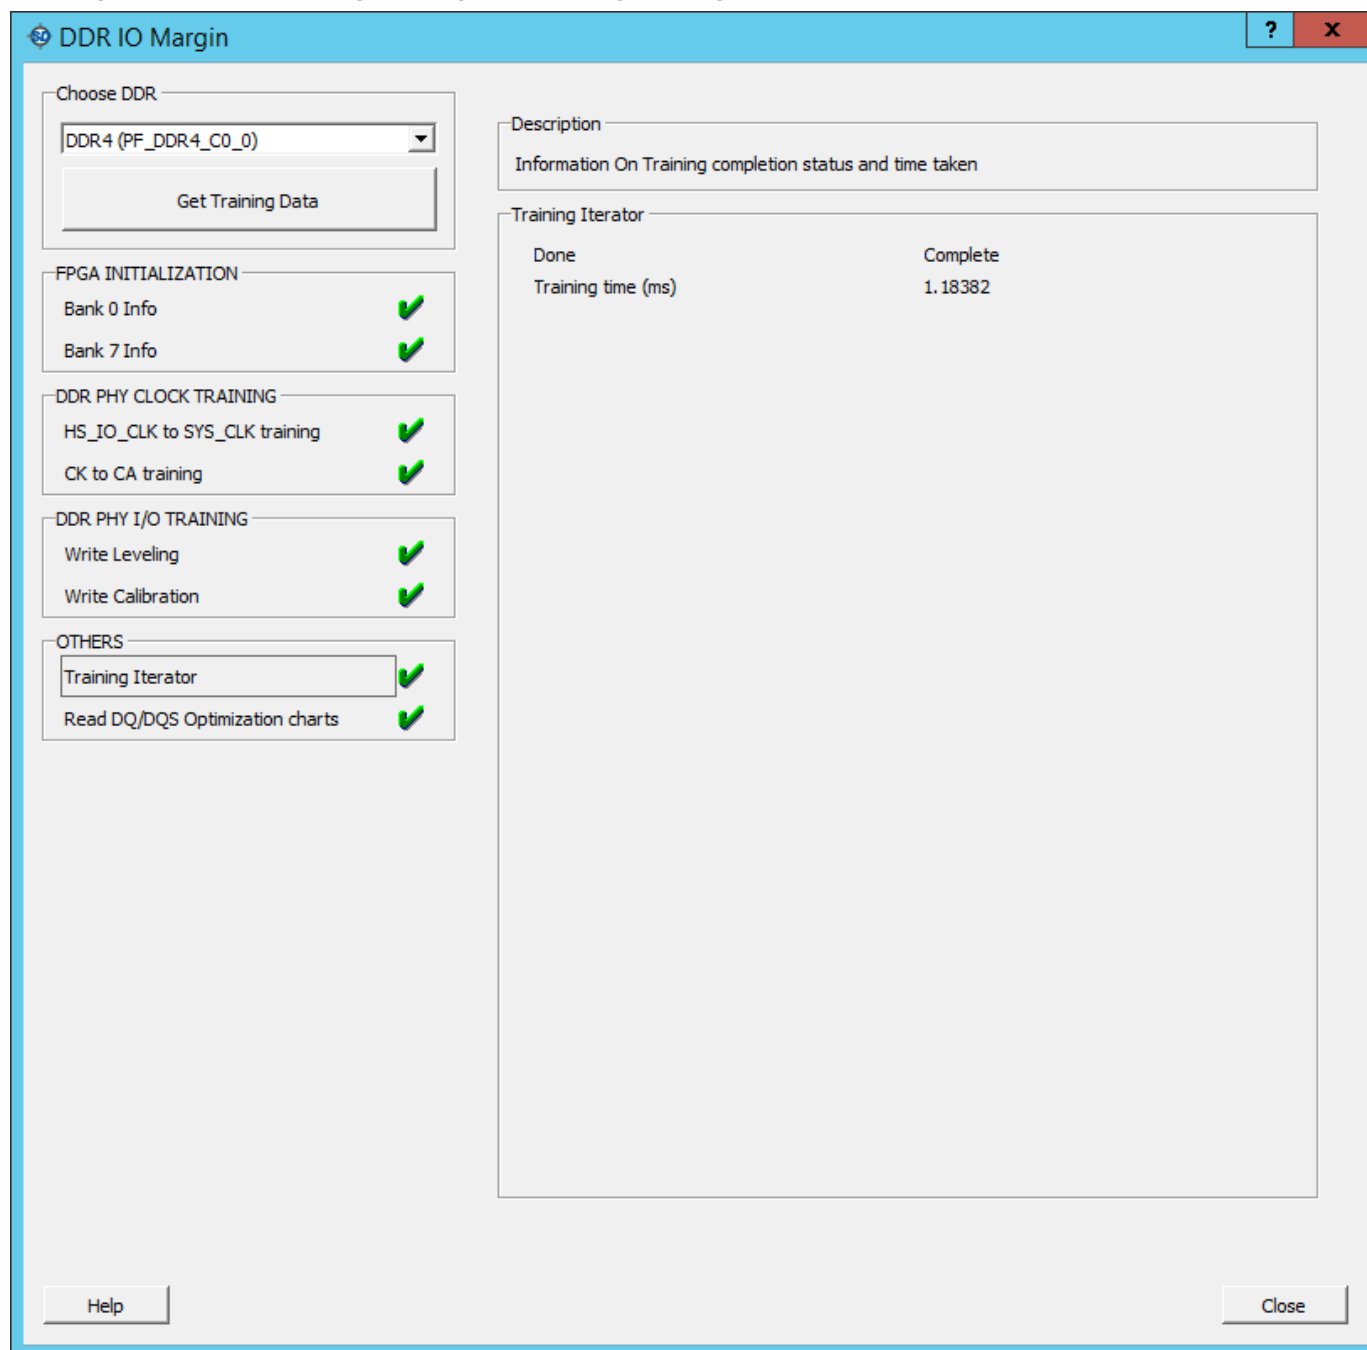 DDR IO Margin
?
x
Choose DDR
DDR4 (PF_DDR4_C0_0)
Get Training Data
FPGA INITIALIZATION
Bank 0 Info
Bank 7 Info
DDR PHY CLOCK TRAINING
HS_IO_CLK to SYS_CLK training
CK to CA training
DDR PHY I/O TRAINING
Write Leveling
Write Calibration
OTHERS
Training Iterator
Read DQ/DQS Optimization charts
Description
Information On Training completion status and time taken
Training Iterator
Done Complete
Training time (ms) 1.18382
Help
Close